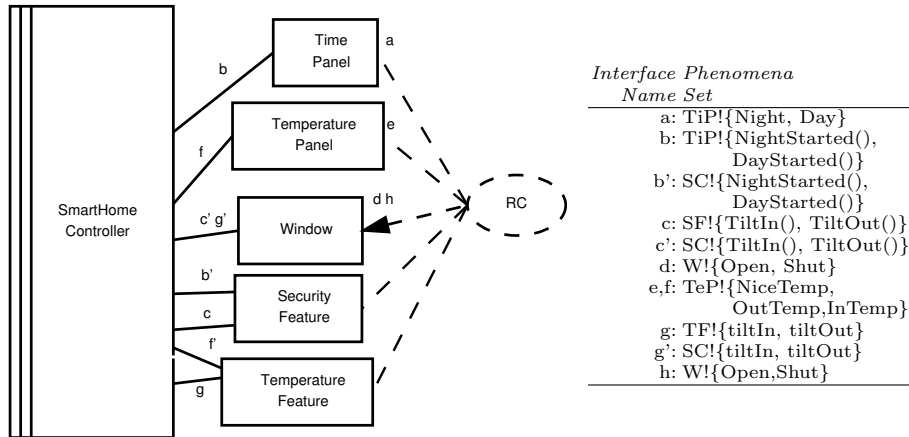 Time
Panel
a
b
Temperature
Panel
e
f
SmartHome
Controller
d h
RC
c' g'
Window
b'
Security
Feature
c
f'
Temperature
Feature
g
Interface Phenomena
Name Set
a: TiP!{Night, Day}
b: TiP!{NightStarted(),
DayStarted()}
b’: SC!{NightStarted(),
DayStarted()}
c: SF!{TiltIn(), TiltOut()}
c’: SC!{TiltIn(), TiltOut()}
d: W!{Open, Shut}
e,f: TeP!{NiceTemp,
OutTemp,InTemp}
g: TF!{tiltIn, tiltOut}
g’: SC!{tiltIn, tiltOut}
h: W!{Open,Shut}